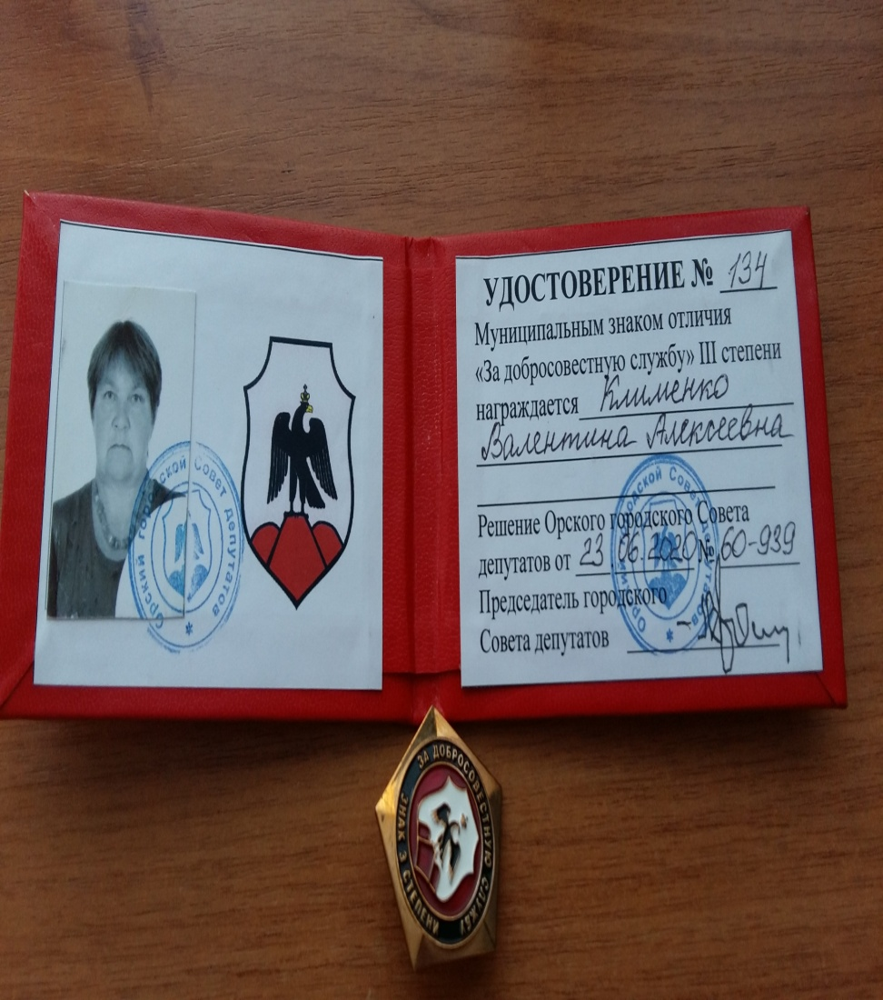 УДОСТОВЕРЕНИЕ № 134
Муниципальным знаком отличия
«За добросовестную службу» III степени
награждается Клименко
Валентина Алексеевна
Решение Орского городского Совета
депутатов от 23 06.2020 № 60-939
Председатель городского
Совета депутатов
Орский городской Совет депутатов
Орский городской Совет депутатов
ЗА ДОБРОСОВЕСТНУЮ СЛУЖБУ
ЗНАК 3 СТЕПЕНИ